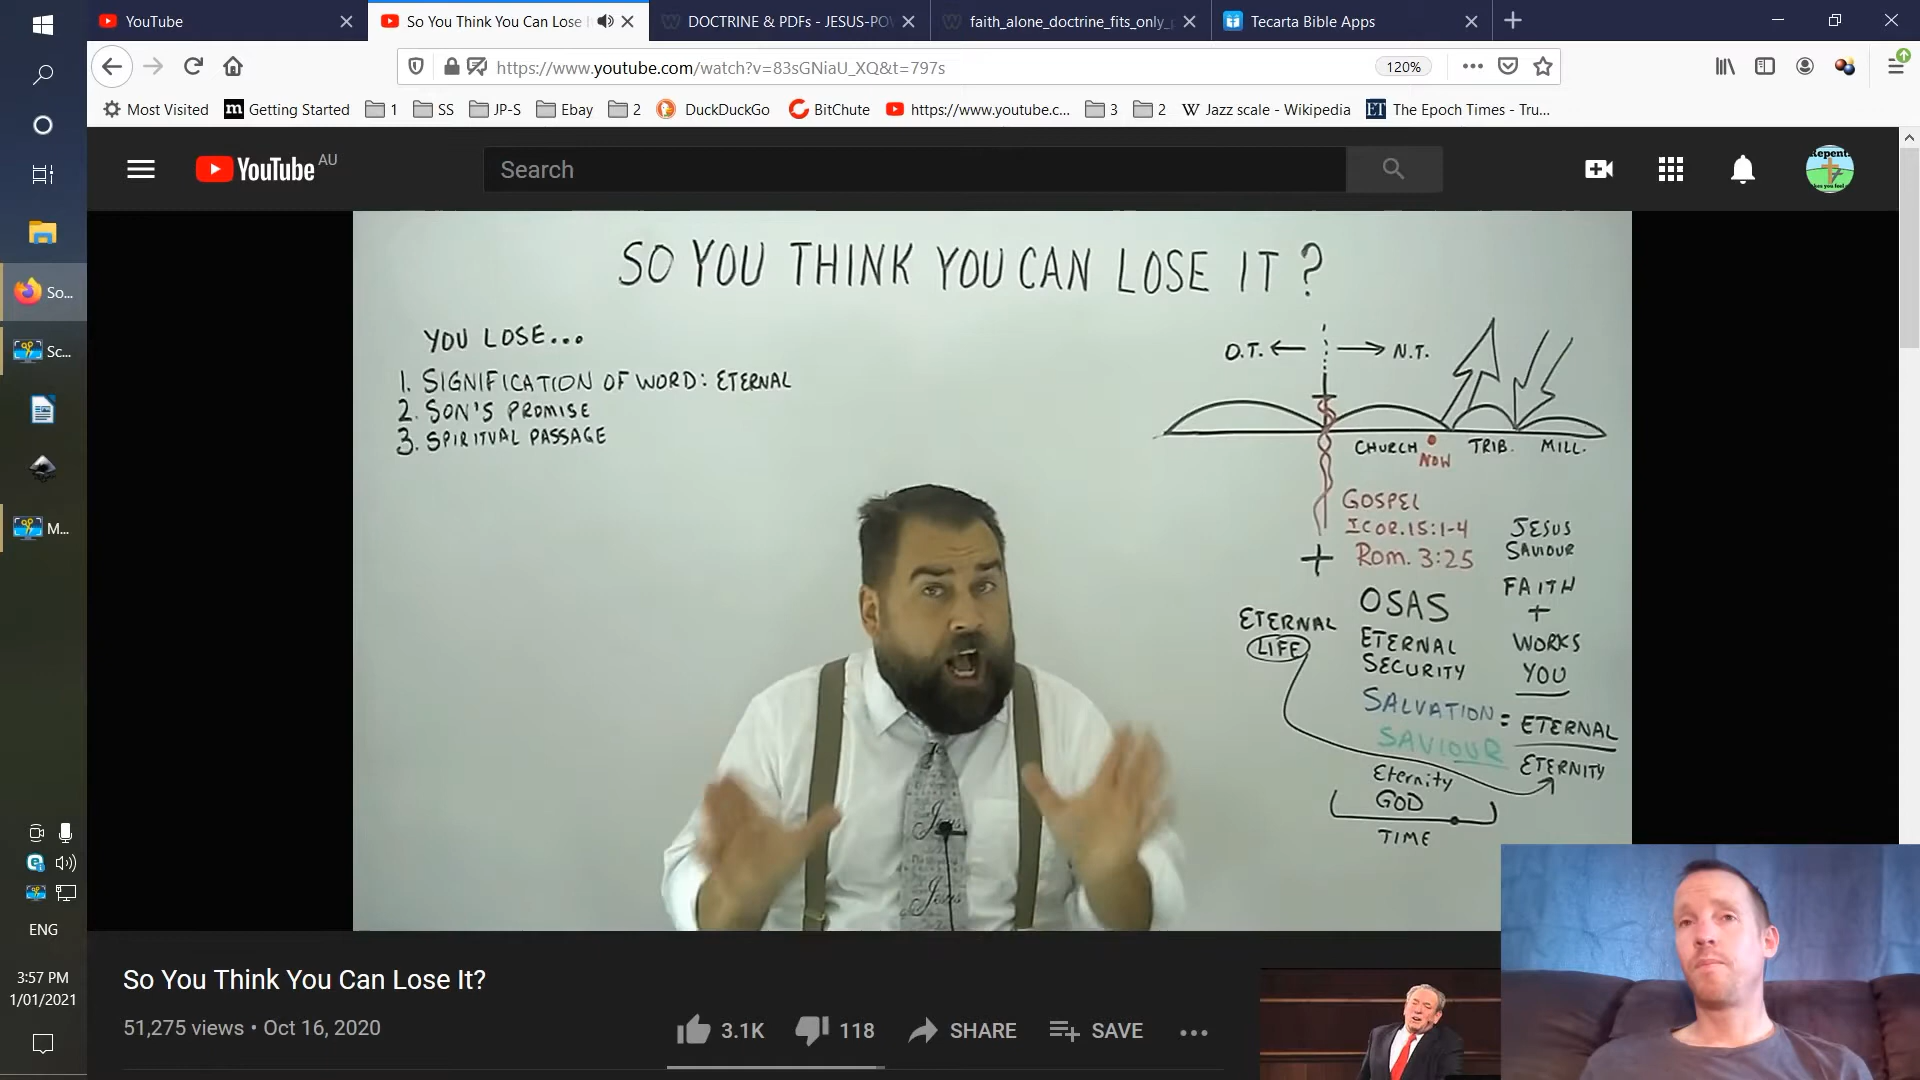 YouTube
So You Think You Can Lose
DOCTRINE & PDFs - JESUS-PO
faith_alone_doctrine_fits_only_
Tecarta Bible Apps
https://www.youtube.com/watch?v=83sGNiaU_XQ&t=797s
120%
Most Visited
Getting Started
1
SS
JP-S
Ebay
2
DuckDuckGo
BitChute
https://www.youtube.c...
3
2
Jazz scale - Wikipedia
ET
The Epoch Times - Tru...
YouTube AU
Search
Repent
SO YOU THINK YOU CAN LOSE IT?
YOU LOSE...
1. SIGNIFICATION OF WORD: ETERNAL
2. SON'S PROMISE
3. SPIRITUAL PASSAGE
O.T. ← → N.T.
CHURCH
NOW
TRIB.
MILL.
GOSPEL
I COR. 15:1-4
+ Rom. 3:25
OSAS
ETERNAL
SECURITY
SALVATION = ETERNAL
SAVIOUR
ETERNITY
JESUS
SAVIOUR
FAITH
+
WORKS
YOU
ETERNAL
LIFE
Eternity
GOD
TIME
Jesus
Jesus
So You Think You Can Lose It?
51,275 views • Oct 16, 2020
3.1K
118
SHARE
SAVE
So...
Sc...
M...
ENG
3:57 PM
1/01/2021